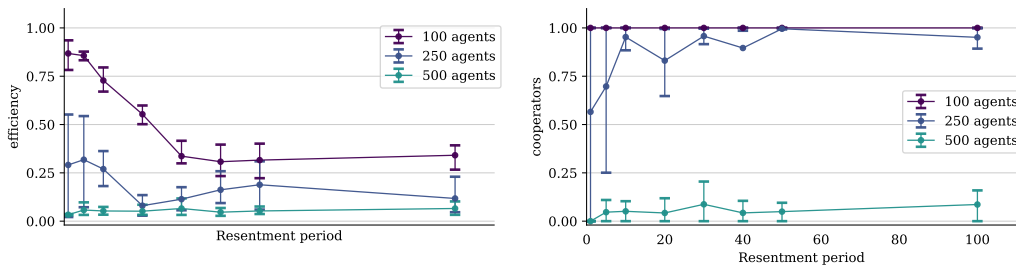 1.00
0.75
0.50
0.25
0.00
efficiency
Resentment period
100 agents
250 agents
500 agents
1.00
0.75
0.50
0.25
0.00
cooperators
0 20 40 60 80 100
Resentment period
100 agents
250 agents
500 agents